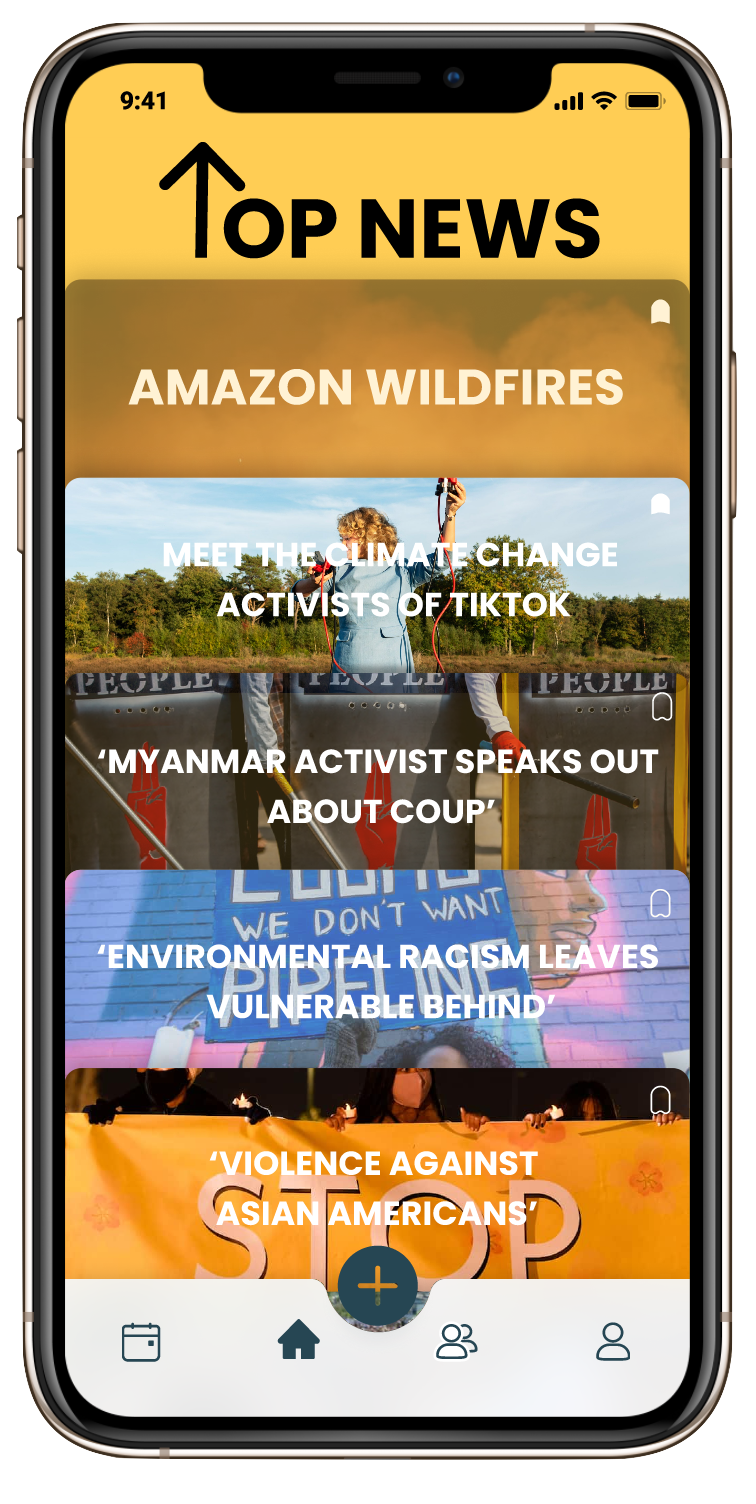 9:41
TOP NEWS
AMAZON WILDFIRES
MEET THE CLIMATE CHANGE
ACTIVISTS OF TIKTOK
PEOPLE PEOPLE PEOPLE
‘MYANMAR ACTIVIST SPEAKS OUT
ABOUT COUP’
WE DON'T WANT
PIPELINE
‘ENVIRONMENTAL RACISM LEAVES
VULNERABLE BEHIND’
‘VIOLENCE AGAINST
STOP
ASIAN AMERICANS’